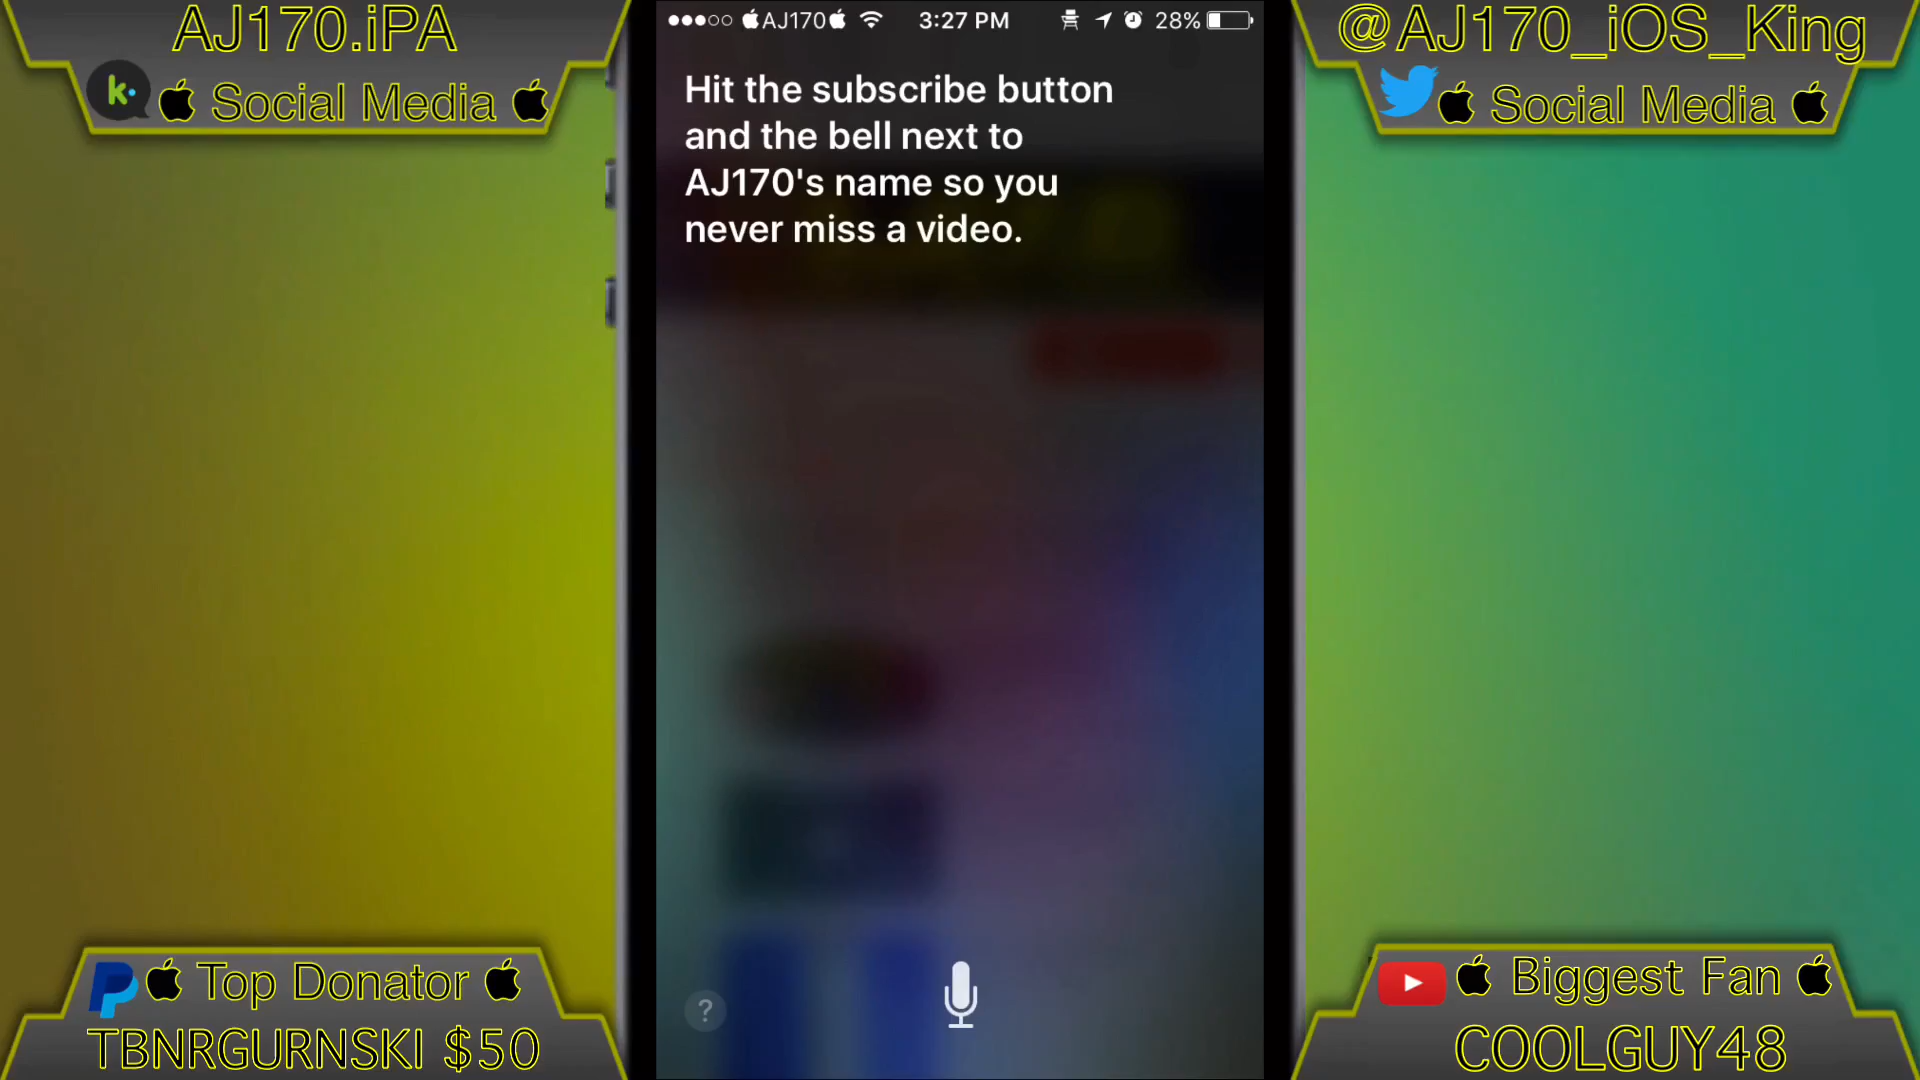 AJ170.iPA
k
Social Media
AJ170 3:27 PM 28%
Hit the subscribe button
and the bell next to
AJ170's name so you
never miss a video.
?
@AJ170_iOS_King
Social Media
Top Donator
TBNRGURNSKI $50
Biggest Fan
COOLGUY48